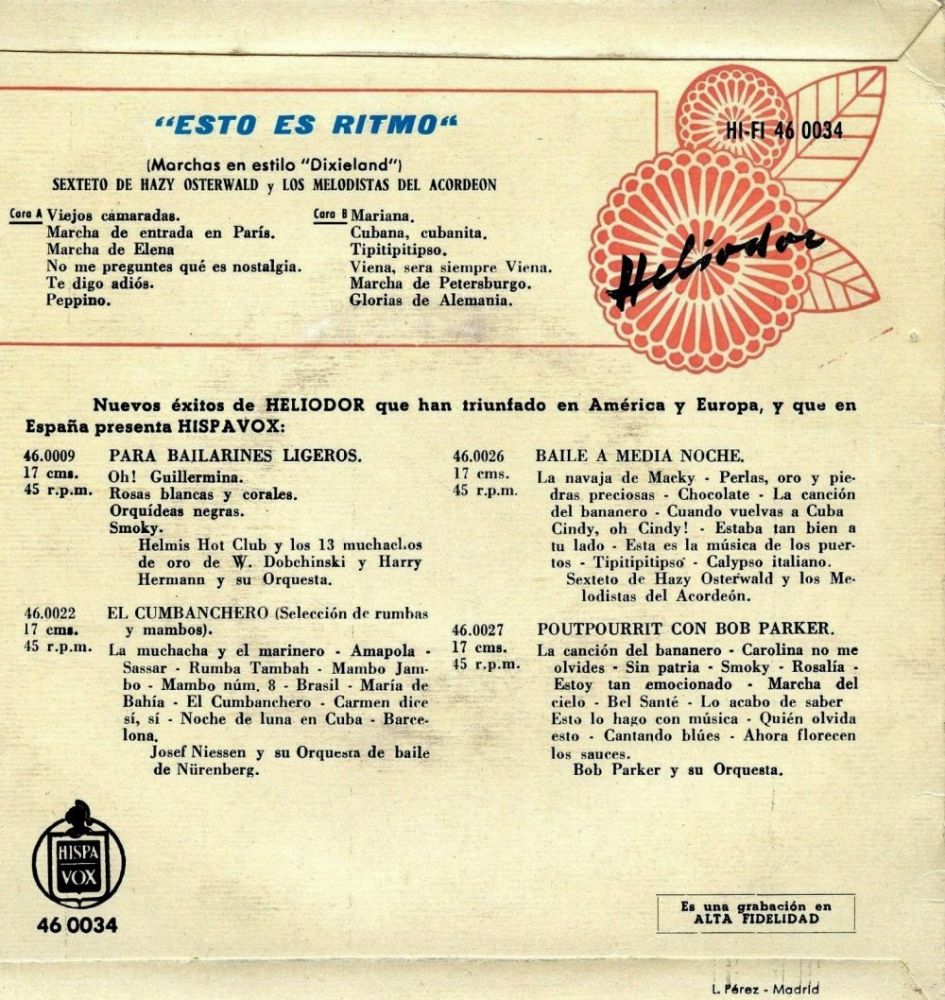 "ESTO ES RITMO"
HI-FI 46 0034
(Marchas en estilo "Dixieland")
SEXTETO DE HAZY OSTERWALD y LOS MELODISTAS DEL ACORDEON
Heliodor
Cara A Viejos camaradas.
Marcha de entrada en París.
Marcha de Elena
No me preguntes qué es nostalgia.
Te digo adiós.
Peppino.
Cara B Mariana.
Cubana, cubanita.
Tipitipitipso.
Viena, sera siempre Viena.
Marcha de Petersburgo.
Glorias de Alemania.
Nuevos éxitos de HELIODOR que han triunfado en América y Europa, y que en
España presenta HISPAVOX:
46.0009 PARA BAILARINES LIGEROS.
17 cms. Oh! Guillermina.
45 r.p.m. Rosas blancas y corales.
Orquídeas negras.
Smoky.
Helmis Hot Club y los 13 muchachos
de oro de W. Dobchinski y Harry
Hermann y su Orquesta.
46.0022 EL CUMBANCHERO (Selección de rumbas
17 cms. y mambos).
45 r.p.m. La muchacha y el marinero - Amapola -
Sassar - Rumba Tambah - Mambo Jam-
bo - Mambo núm. 8 - Brasil - María de
Bahía - El Cumbanchero - Carmen dice
sí, sí - Noche de luna en Cuba - Barce-
lona.
Josef Niessen y su Orquesta de baile
de Nürenberg.
46.0026 BAILE A MEDIA NOCHE.
17 cms. La navaja de Macky - Perlas, oro y pie-
45 r.p.m. dras preciosas - Chocolate - La canción
del bananero - Cuando vuelvas a Cuba
Cindy, oh Cindy! - Estaba tan bien a
tu lado - Esta es la música de los puer-
tos - Tipitipitipso - Calypso italiano.
Sexteto de Hazy Osterwald y los Me-
lodistas del Acordeón.
46.0027 POUTPOURRIT CON BOB PARKER.
17 cms. La canción del bananero - Carolina no me
45 r.p.m. olvides - Sin patria - Smoky - Rosalía -
Estoy tan emocionado - Marcha del
cielo - Bel Santé - Lo acabo de saber
Esto lo hago con música - Quién olvida
esto - Cantando blúes - Ahora florecen
los sauces.
Bob Parker y su Orquesta.
HISPA
VOX
46 0034
Es una grabación en
ALTA FIDELIDAD
L. Pérez - Madrid